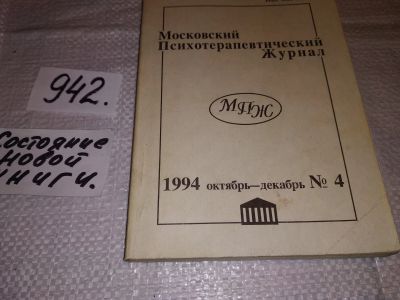 Московский
Психотерапевтический
Журнал
МПЖ
1994 октябрь—декабрь № 4
942.
Состояние
новой
книги.